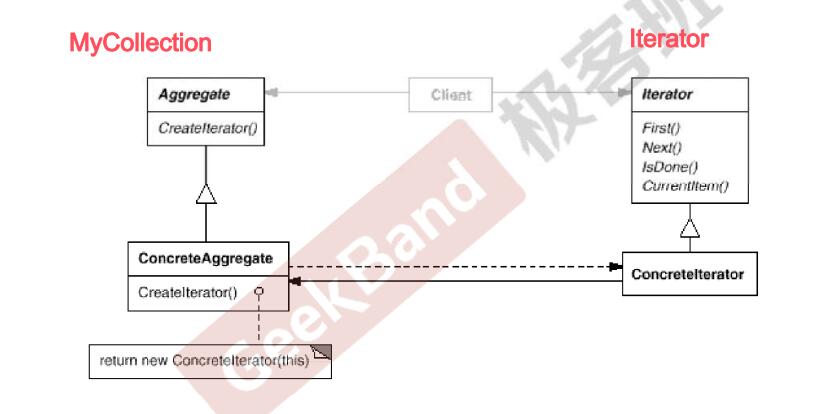 MyCollection
Iterator
Aggregate
CreateIterator()
Client
Iterator
First()
Next()
IsDone()
CurrentItem()
ConcreteAggregate
CreateIterator()
ConcreteIterator
return new ConcreteIterator(this)
GeekBand
极客班